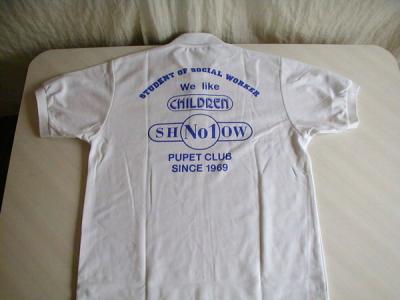 STUDENT OF SOCIAL WORKER
We like
CHILDREN
SH No1 OW
PUPET CLUB
SINCE 1969